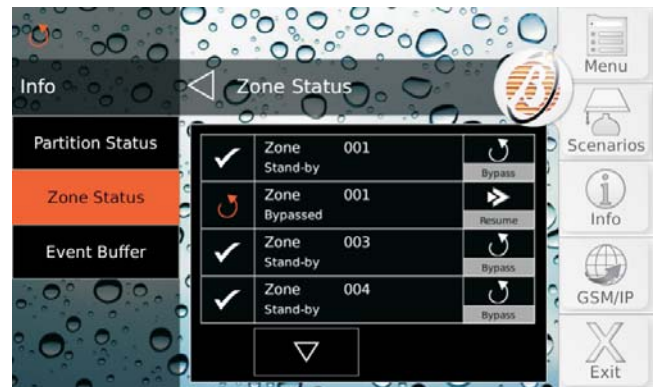 Info
Zone Status
Partition Status
Zone Status
Event Buffer
Zone 001
Stand-by
Bypass
Zone 001
Bypassed
Resume
Zone 003
Stand-by
Bypass
Zone 004
Stand-by
Bypass
Menu
Scenarios
Info
GSM/IP
Exit